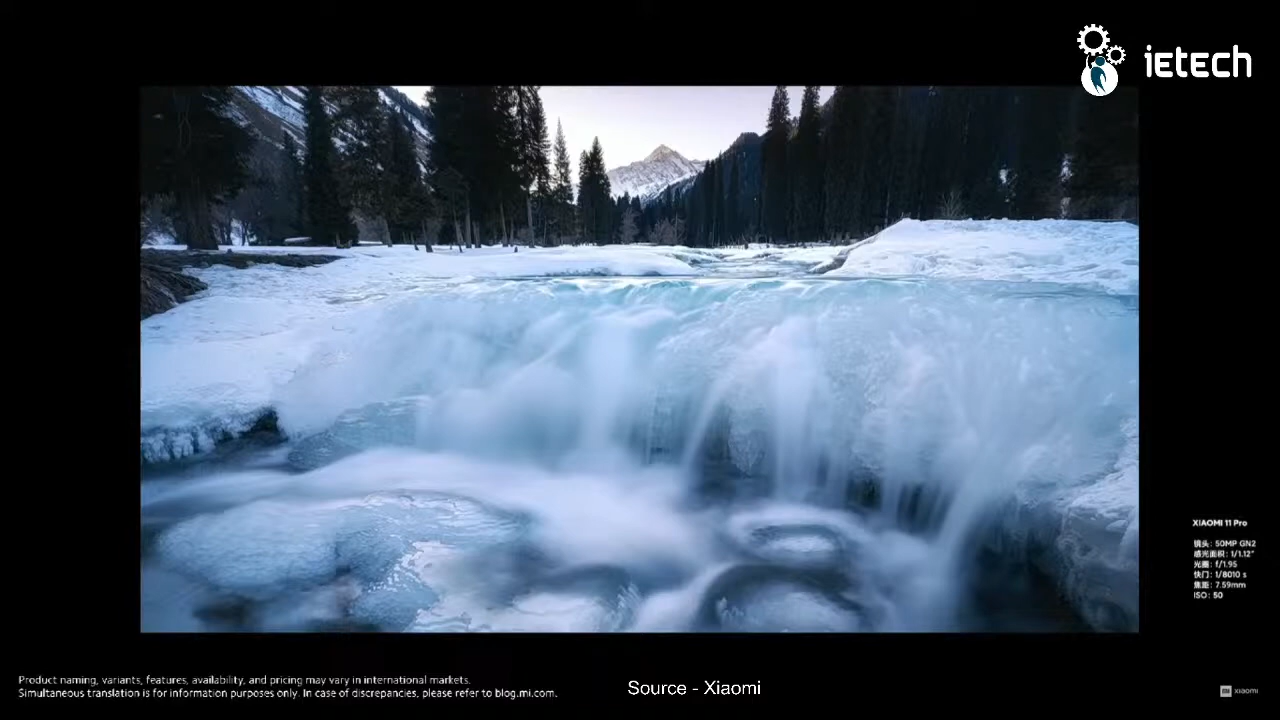 ietech
XIAOMI 11 Pro
镜头: 50MP GN2
感光面积: 1/1.12"
光圈: f/1.95
快门: 1/8010 s
焦距: 7.59mm
ISO: 50
Product naming, variants, features, availability, and pricing may vary in international markets.
Simultaneous translation is for information purposes only. In case of discrepancies, please refer to blog.mi.com.
Source - Xiaomi
mi xiaomi